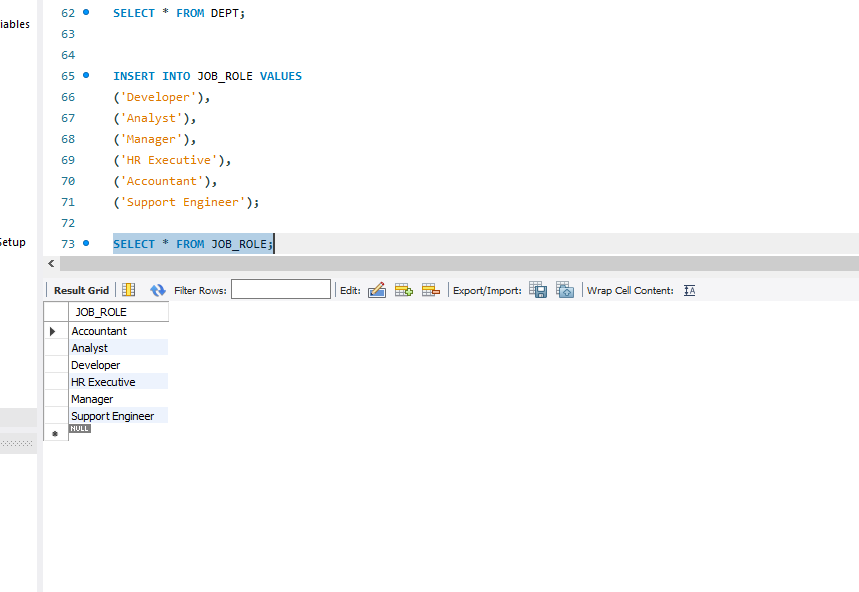 iables
Setup
62 SELECT * FROM DEPT;
63
64
65 INSERT INTO JOB_ROLE VALUES
66 ('Developer'),
67 ('Analyst'),
68 ('Manager'),
69 ('HR Executive'),
70 ('Accountant'),
71 ('Support Engineer');
72
73 SELECT * FROM JOB_ROLE;
Result Grid Filter Rows: Edit: Export/Import: Wrap Cell Content: IA
JOB_ROLE
Accountant
Analyst
Developer
HR Executive
Manager
Support Engineer
NULL